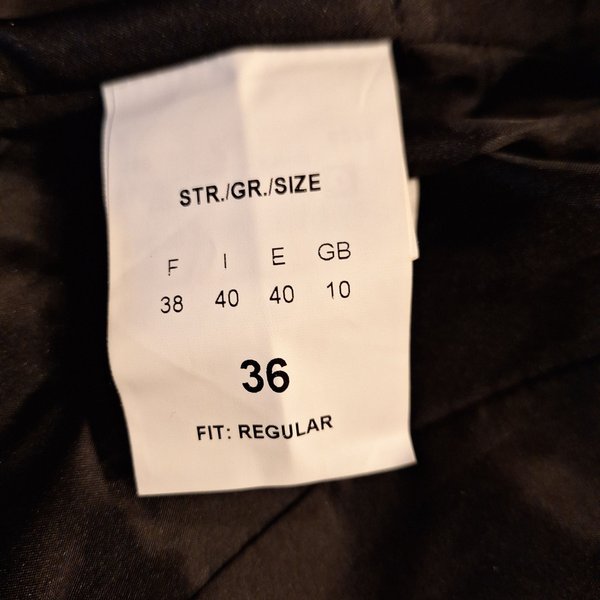 STR./GR./SIZE
F I E GB
38 40 40 10
36
FIT: REGULAR